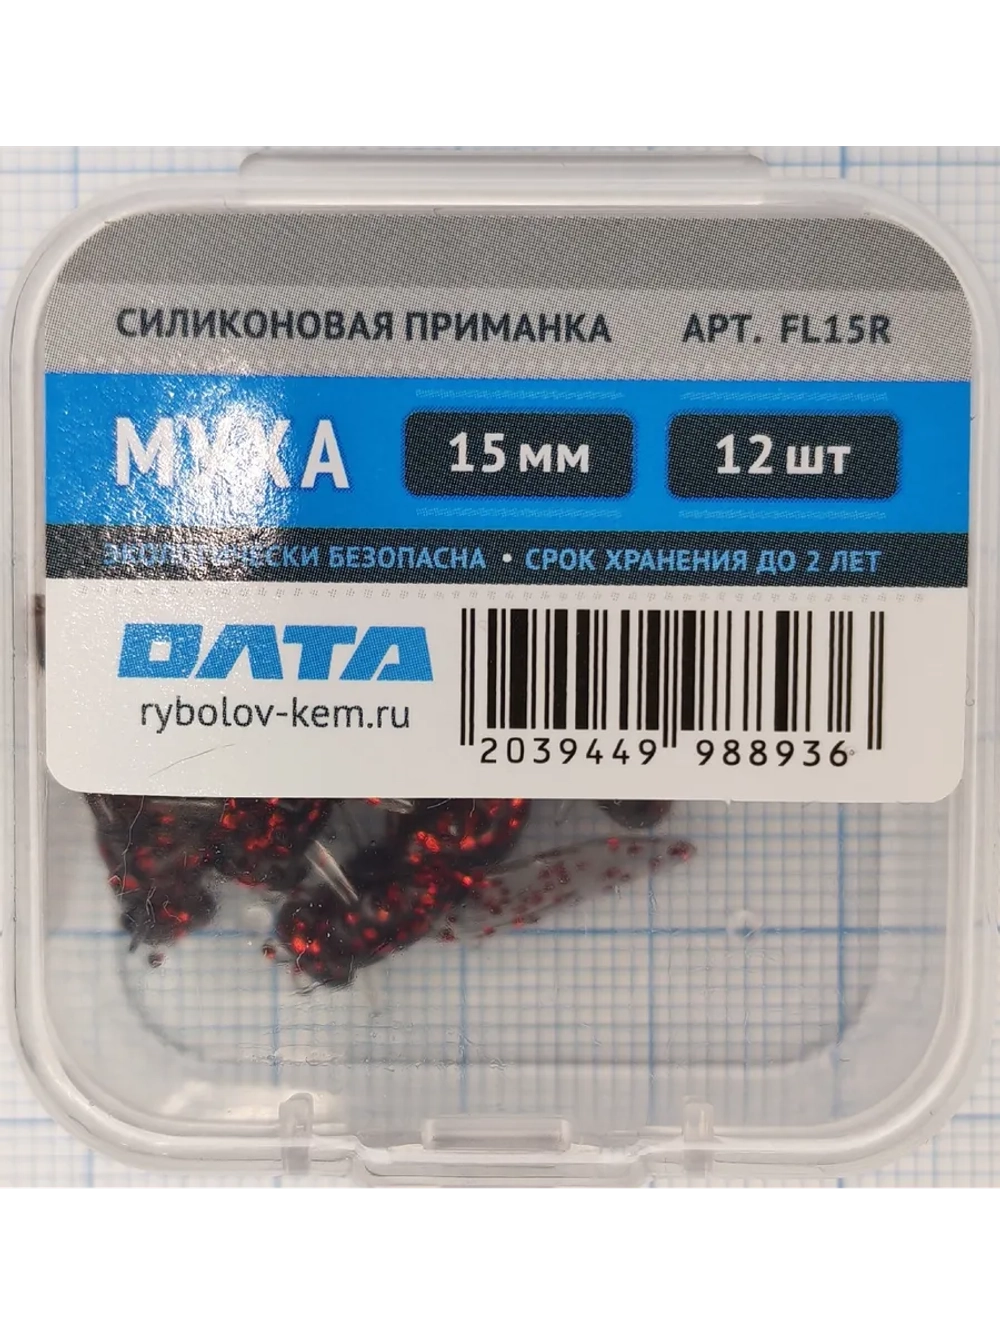 СИЛИКОНОВАЯ ПРИМАНКА АРТ. FL15R
МУХА 15 мм 12 шт
ЭКОЛОГИЧЕСКИ БЕЗОПАСНА • СРОК ХРАНЕНИЯ ДО 2 ЛЕТ
ОЛТА
rybolov-kem.ru
2039449 988936